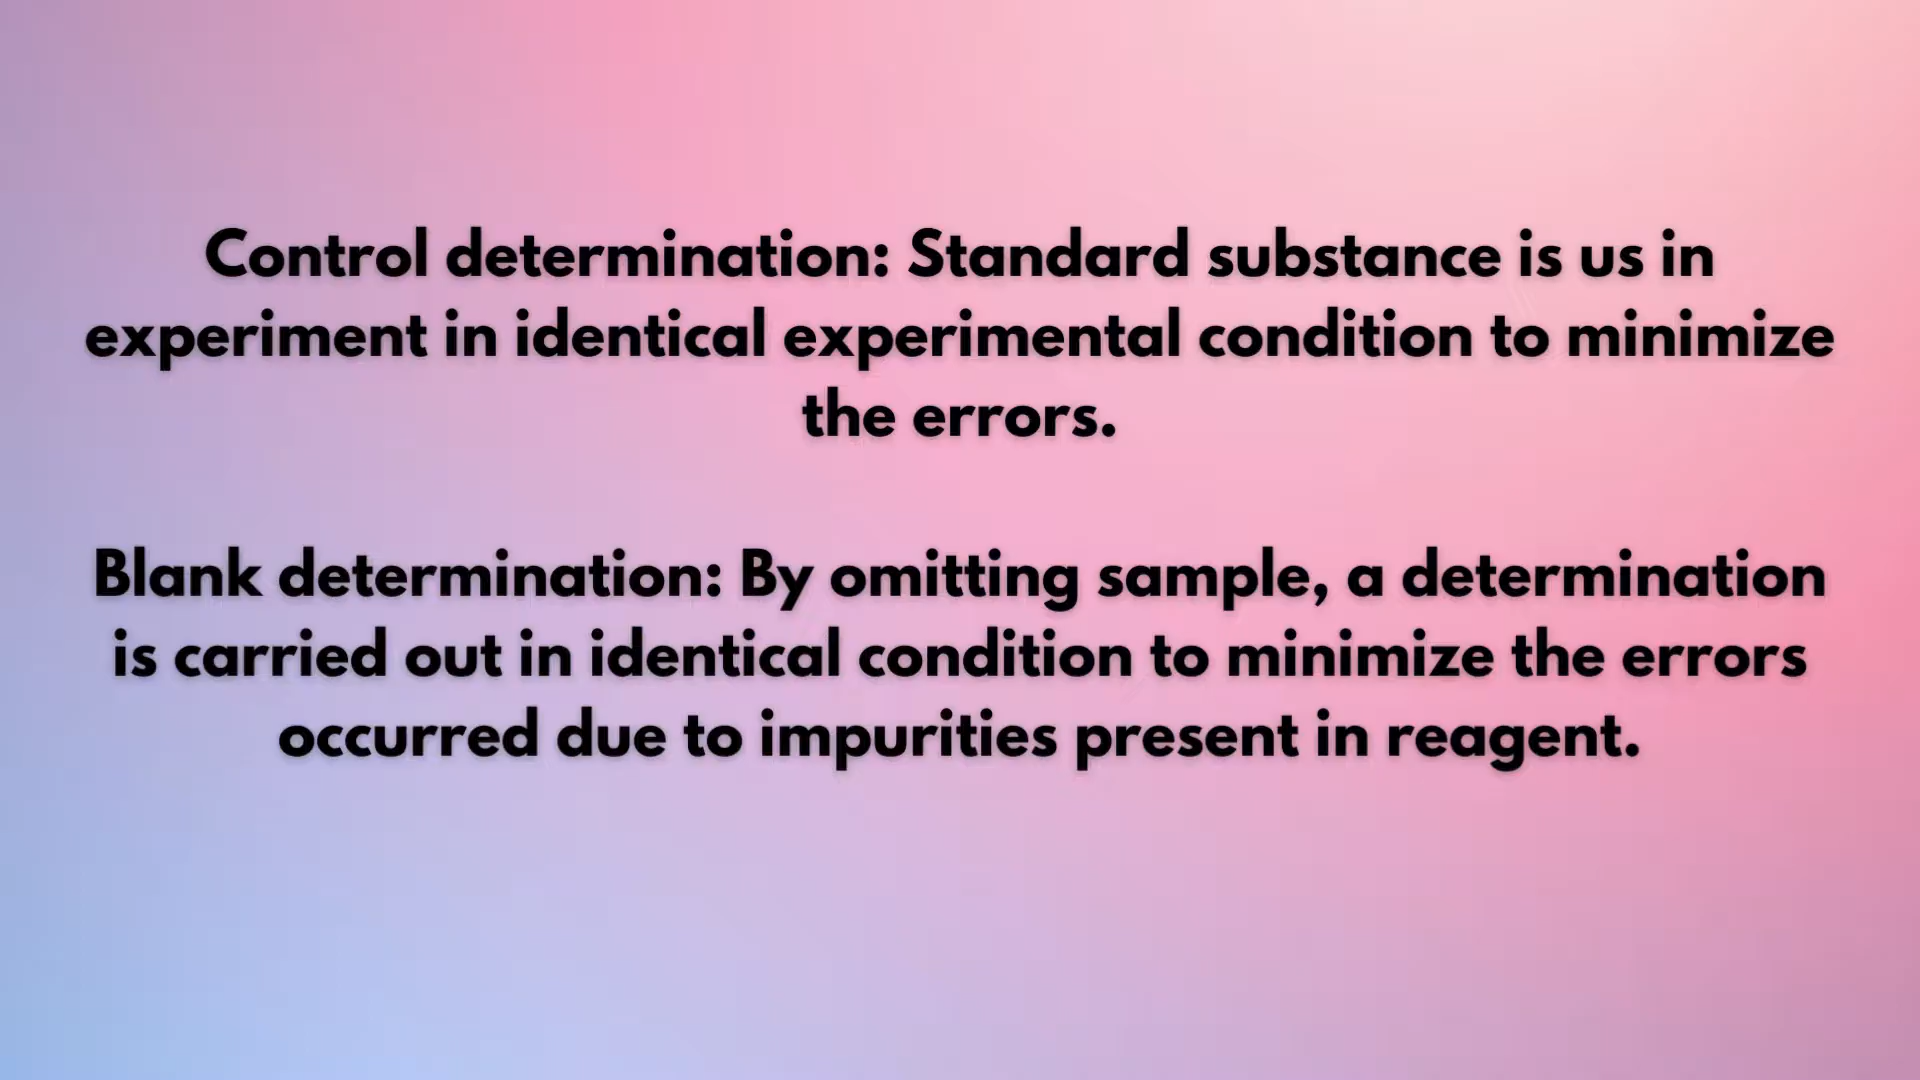 Control determination: Standard substance is us in
experiment in identical experimental condition to minimize
the errors.
Blank determination: By omitting sample, a determination
is carried out in identical condition to minimize the errors
occurred due to impurities present in reagent.